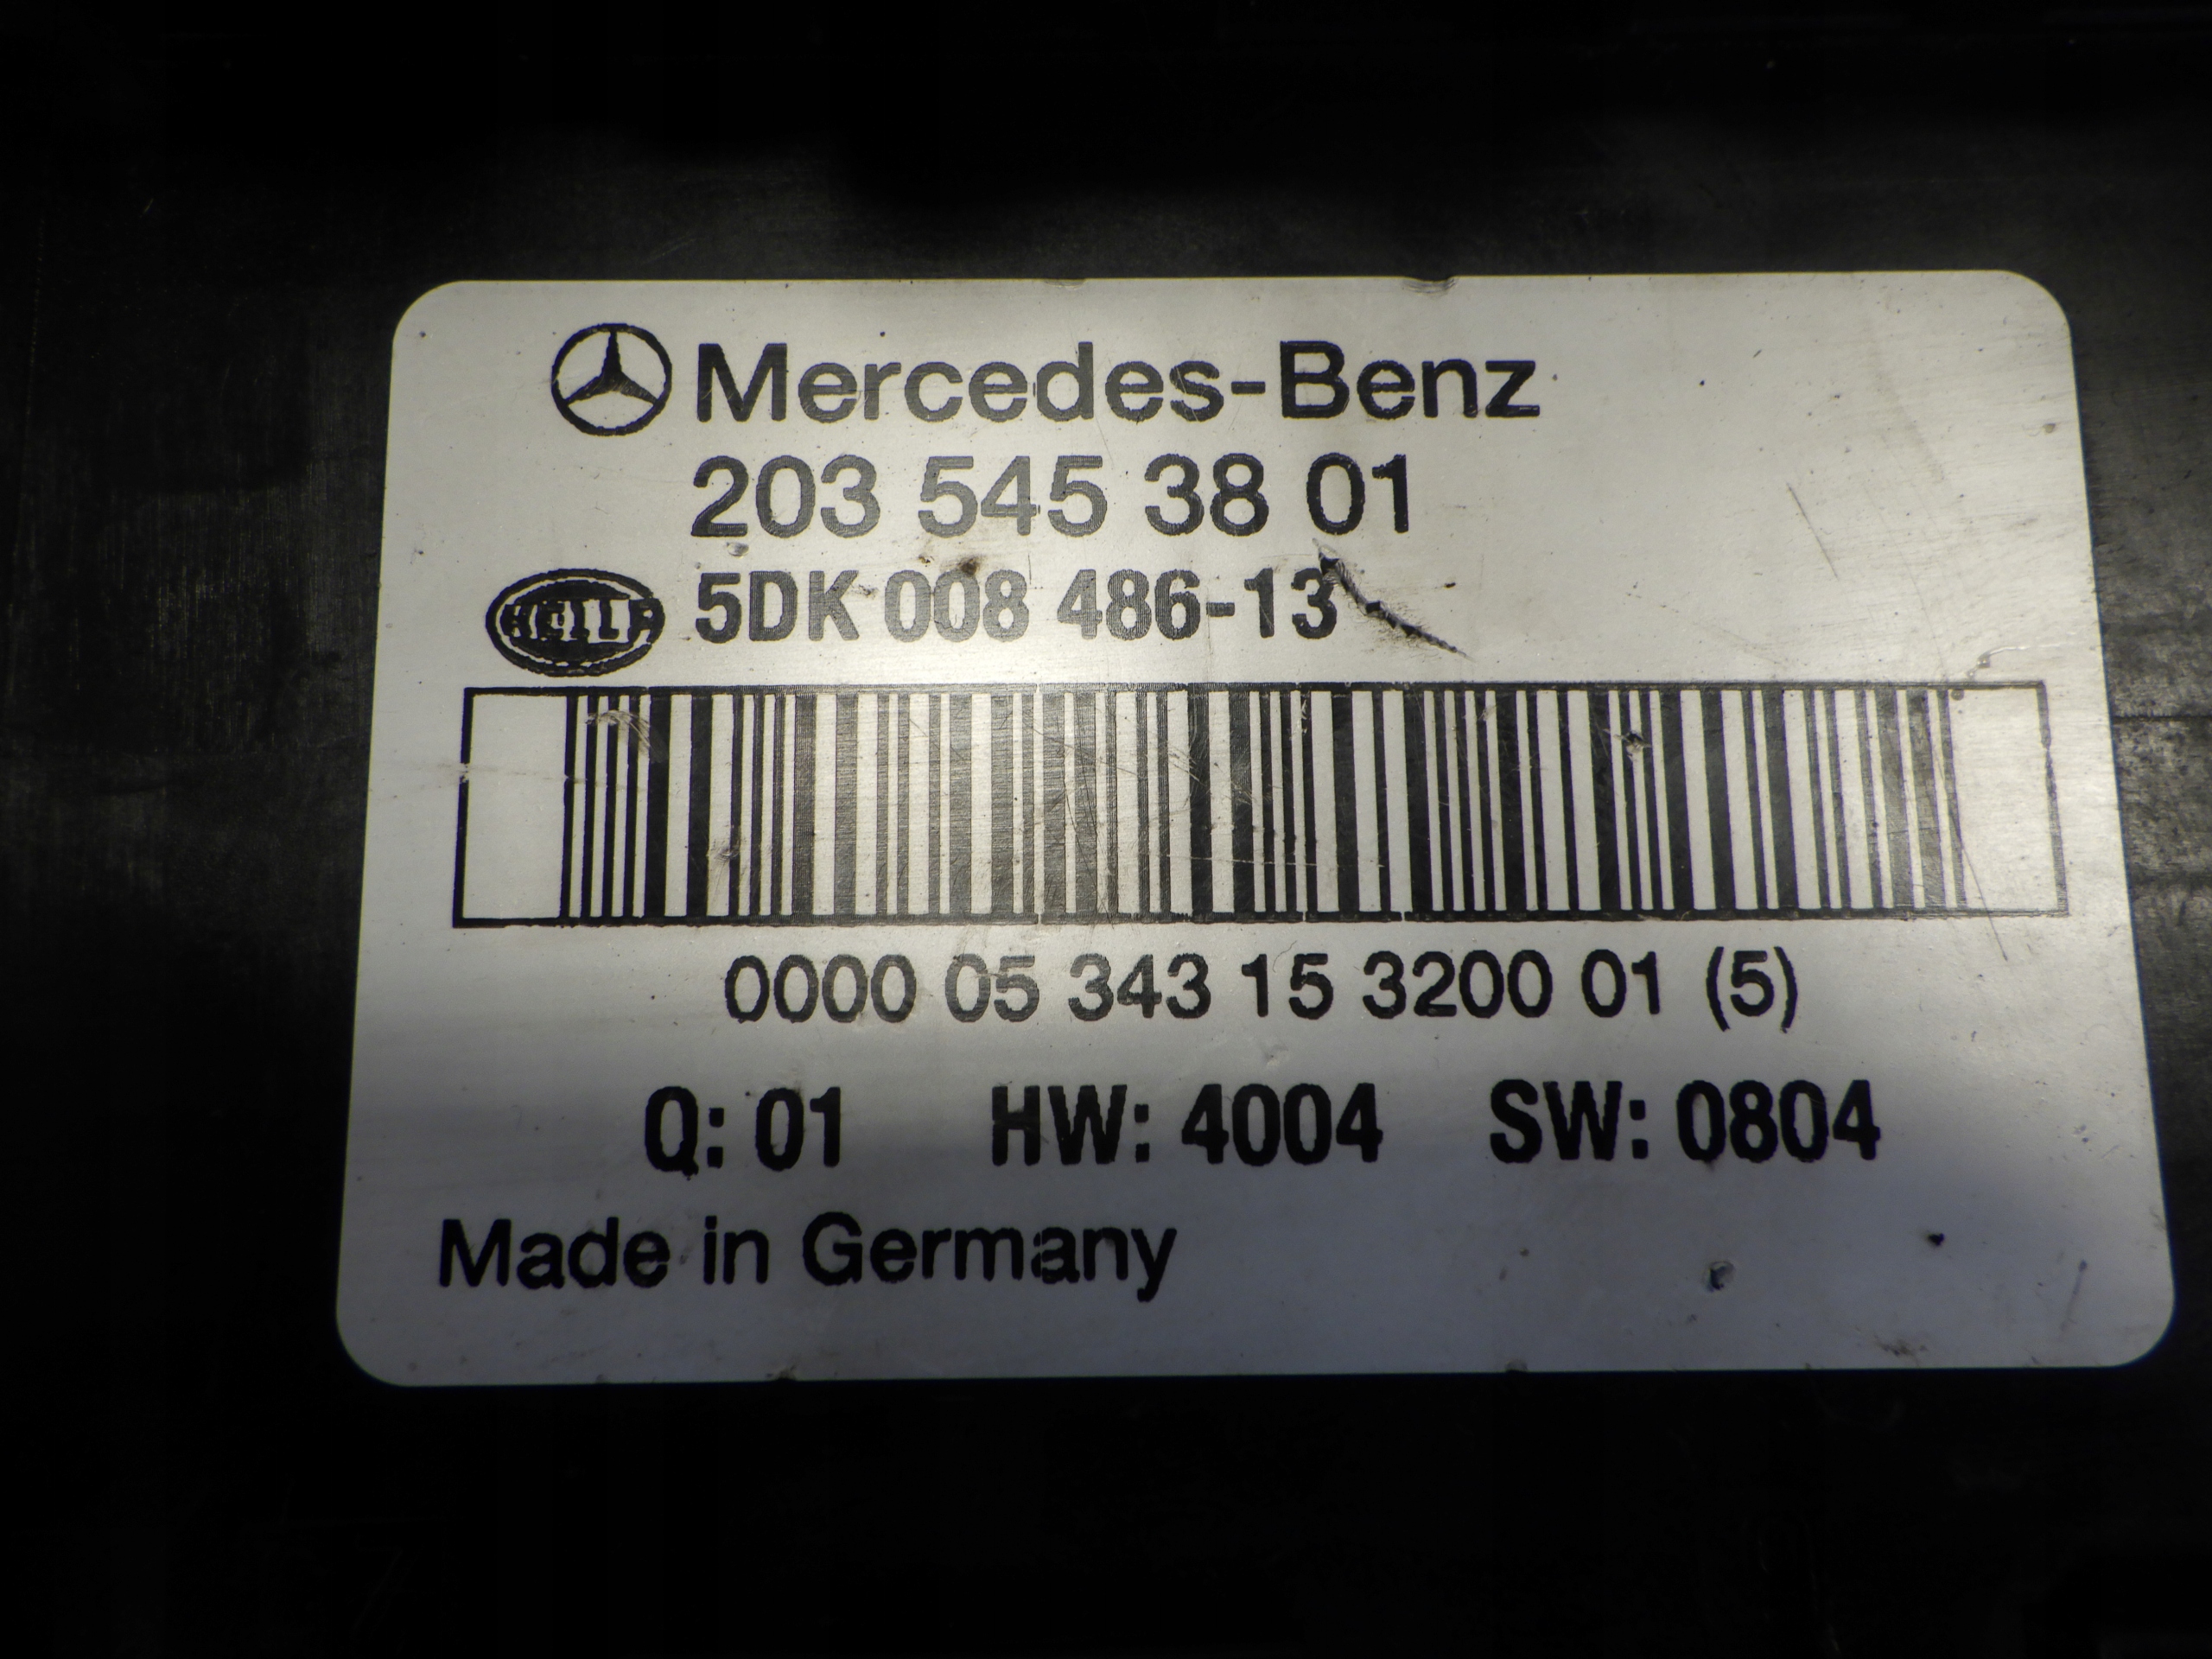 Mercedes-Benz
203 545 38 01
HELLA 5DK 008 486-13
0000 05 343 15 3200 01 (5)
Q: 01 HW: 4004 SW: 0804
Made in Germany